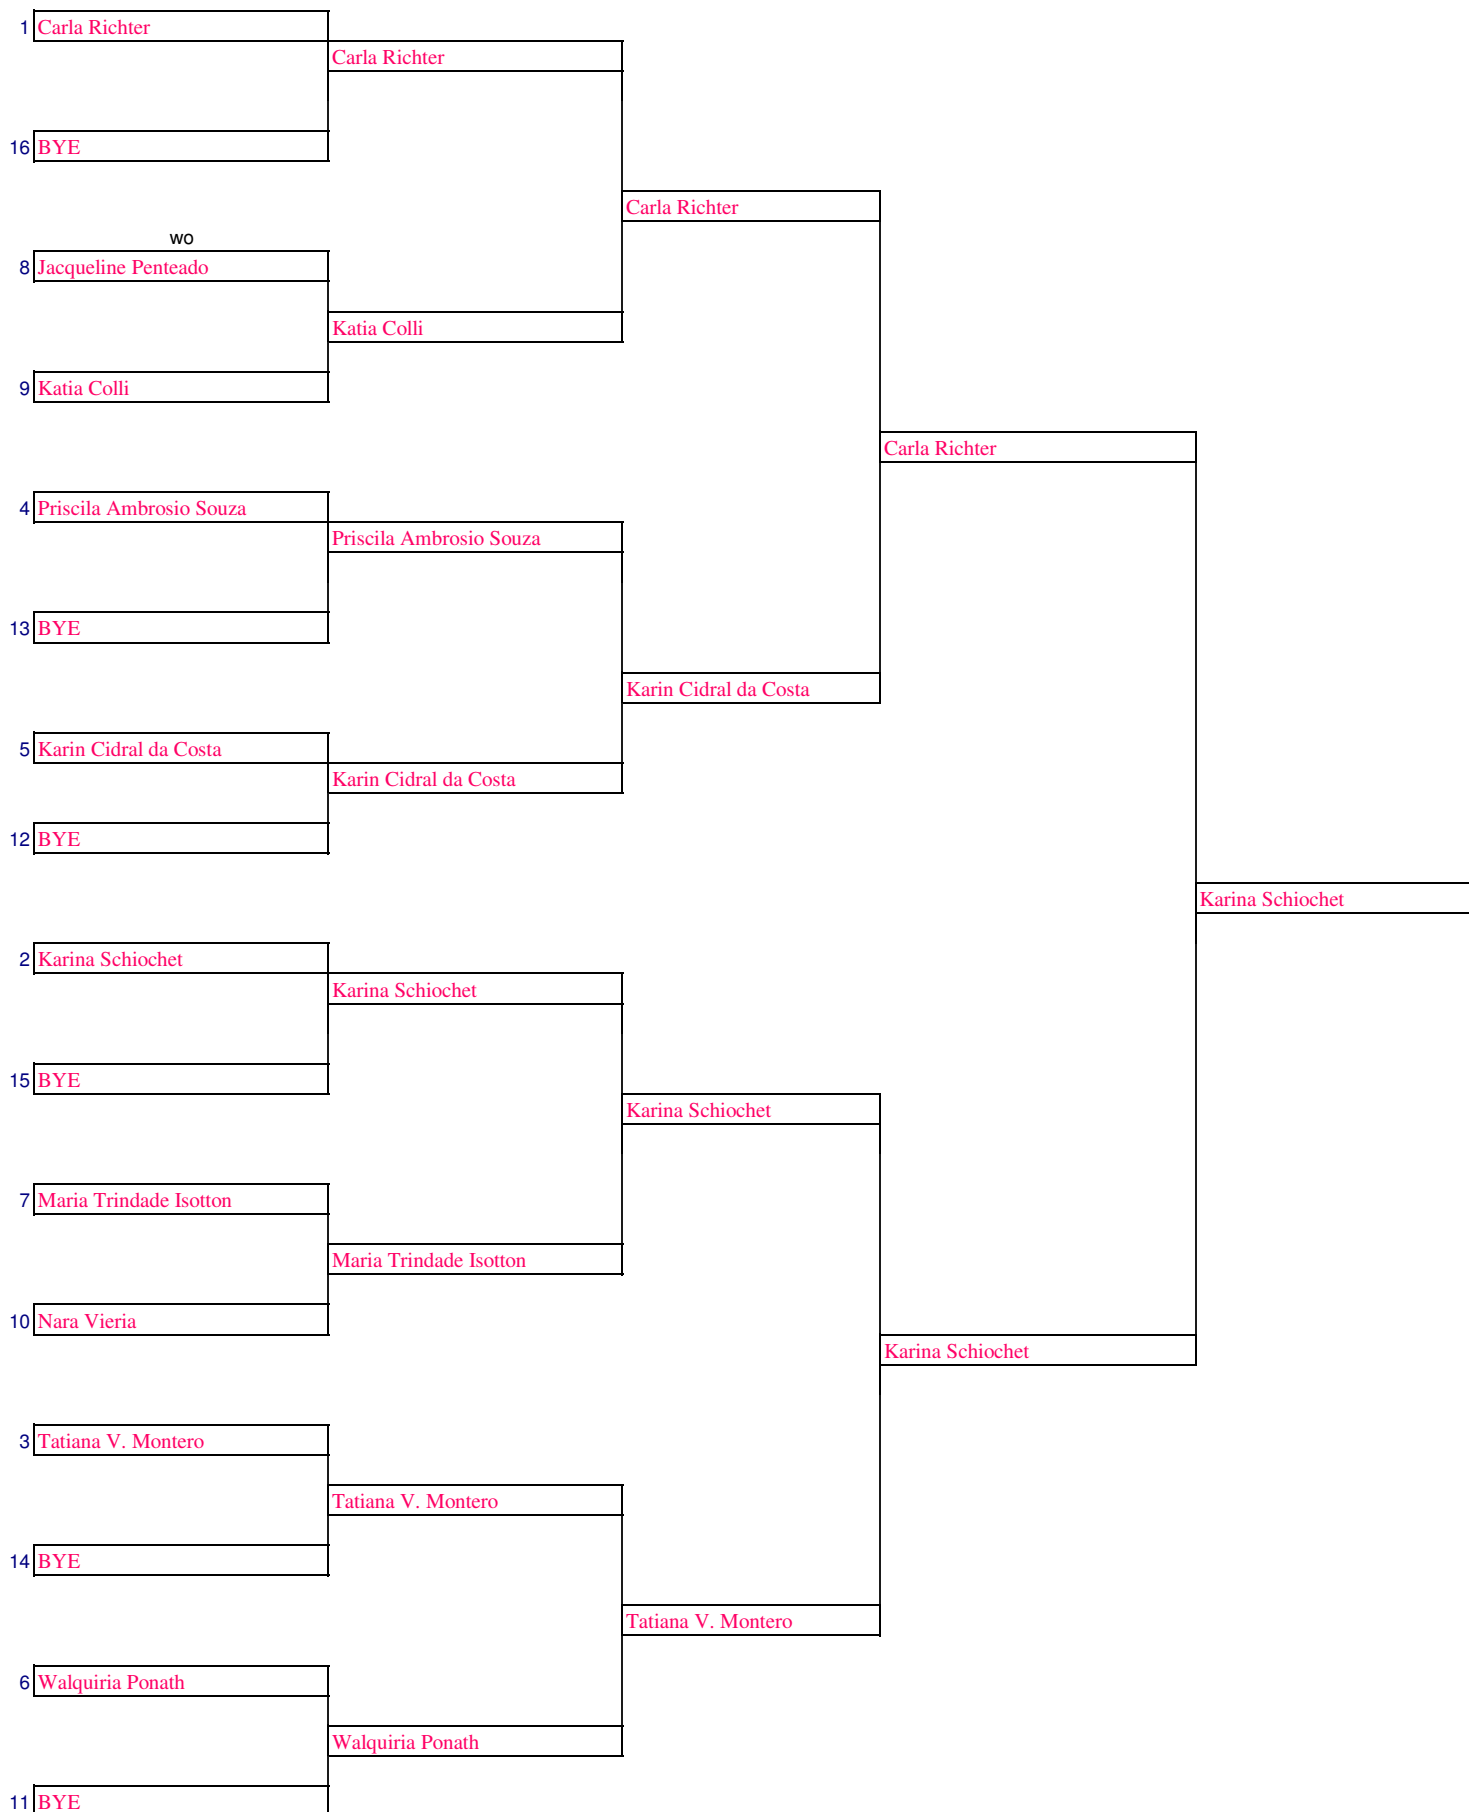 1 Carla Richter
Carla Richter
16 BYE
Carla Richter
wo
8 Jacqueline Penteado
Katia Colli
9 Katia Colli
Carla Richter
4 Priscila Ambrosio Souza
Priscila Ambrosio Souza
13 BYE
Karin Cidral da Costa
5 Karin Cidral da Costa
Karin Cidral da Costa
12 BYE
Karina Schiochet
2 Karina Schiochet
Karina Schiochet
15 BYE
Karina Schiochet
7 Maria Trindade Isotton
Maria Trindade Isotton
10 Nara Vieria
Karina Schiochet
3 Tatiana V. Montero
Tatiana V. Montero
14 BYE
Tatiana V. Montero
6 Walquiria Ponath
Walquiria Ponath
11 BYE